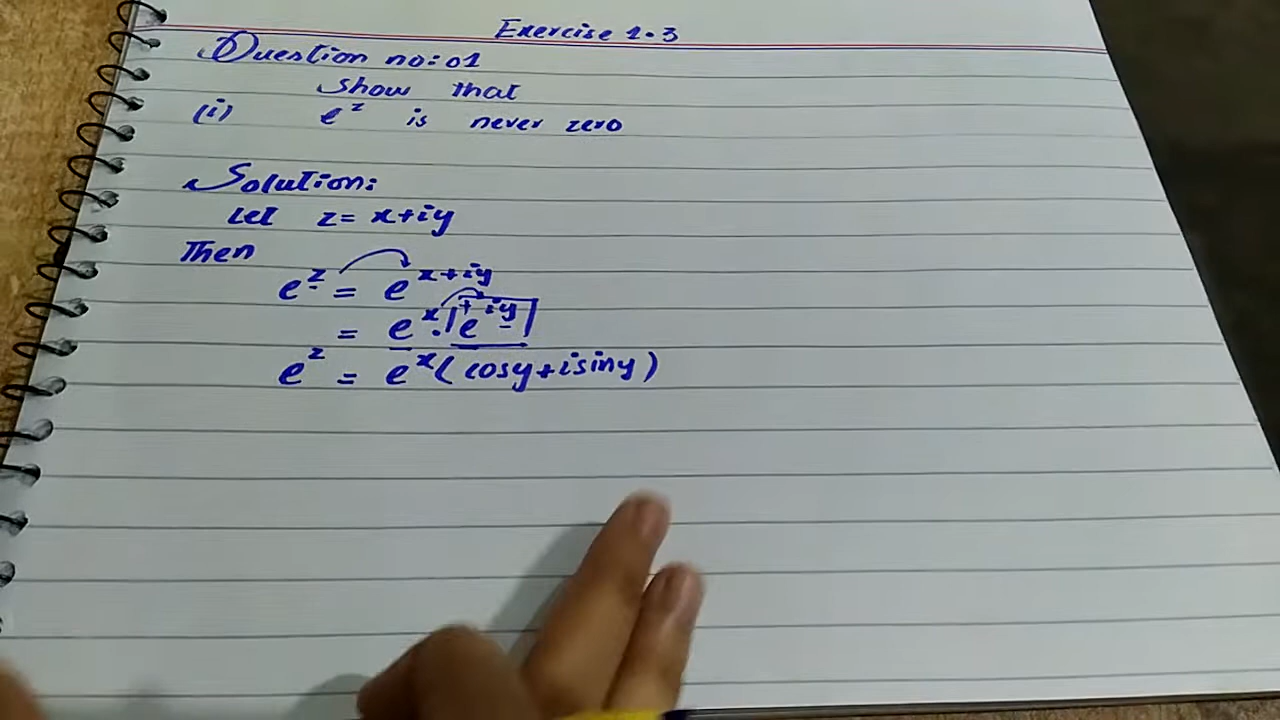 Exercise 1.3
Question no:01
show that
(i) e^z is never zero
Solution:
Let z = x+iy
Then
e^z = e^{x+iy}
= e^x . e^{+iy}
e^z = e^x ( cosy+isiny )